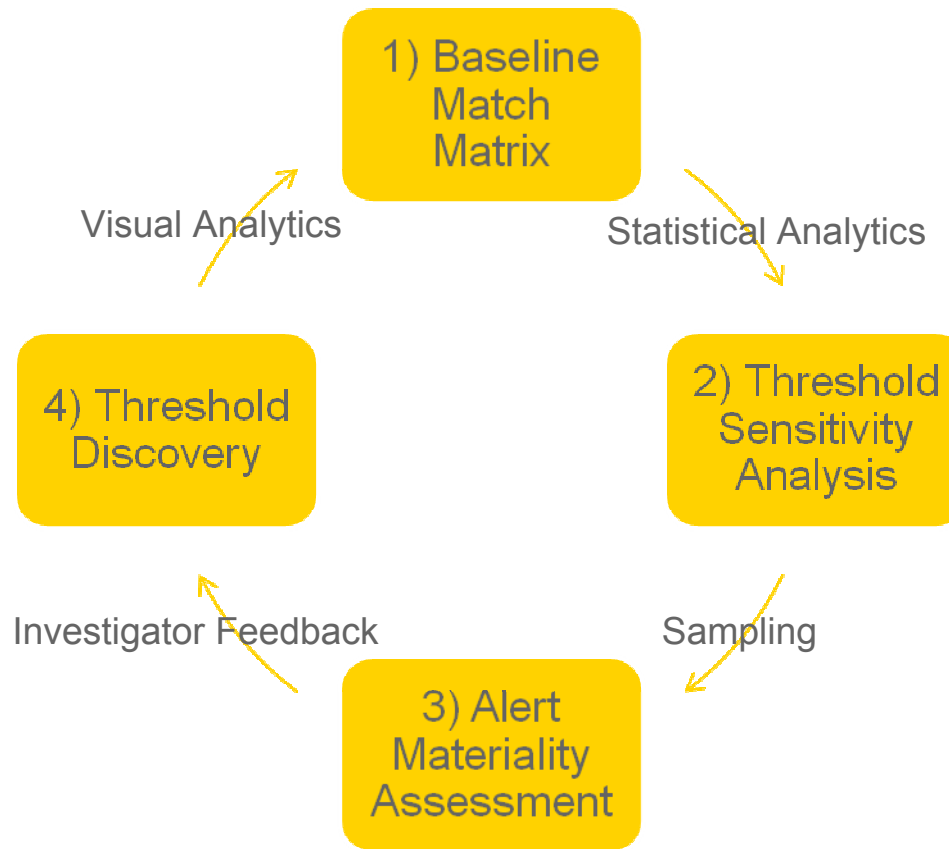 1) Baseline
Match
Matrix
Visual Analytics
Statistical Analytics
4) Threshold
Discovery
2) Threshold
Sensitivity
Analysis
Investigator Feedback
Sampling
3) Alert
Materiality
Assessment